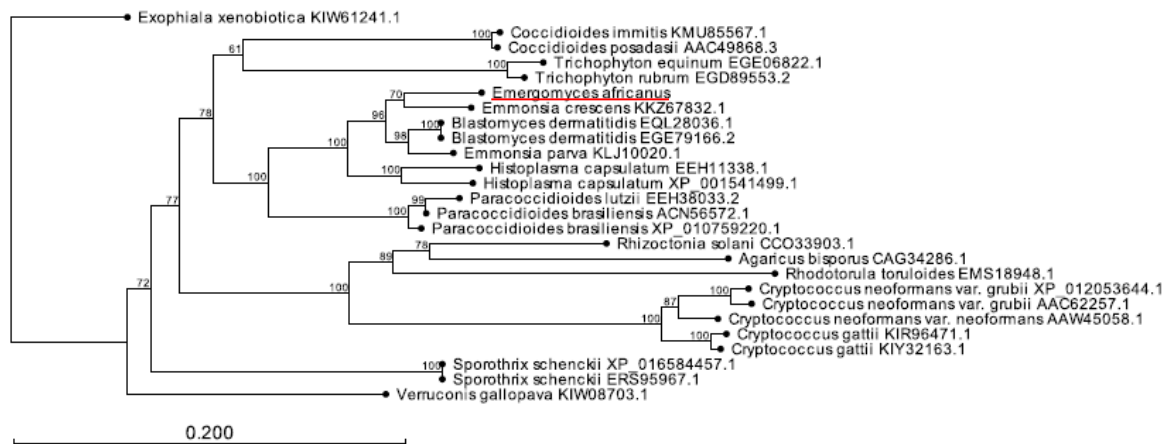 Exophiala xenobiotica KIW61241.1
100 Coccidioides immitis KMU85567.1
61 Coccidioides posadasii AAC49868.3
100 Trichophyton equinum EGE06822.1
Trichophyton rubrum EGD89553.2
70 Emergomyces africanus
78 96 Emmonsia crescens KKZ67832.1
100 Blastomyces dermatitidis EQL28036.1
98 Blastomyces dermatitidis EGE79166.2
100 Emmonsia parva KLJ10020.1
100 100 Histoplasma capsulatum EEH11338.1
Histoplasma capsulatum XP_001541499.1
77 99 Paracoccidioides lutzii EEH38033.2
100 Paracoccidioides brasiliensis ACN56572.1
Paracoccidioides brasiliensis XP_010759220.1
78 Rhizoctonia solani CCO33903.1
89 Agaricus bisporus CAG34286.1
Rhodotorula toruloides EMS18948.1
72 100 100 Cryptococcus neoformans var. grubii XP_012053644.1
87 Cryptococcus neoformans var. grubii AAC62257.1
100 Cryptococcus neoformans var. neoformans AAW45058.1
100 Cryptococcus gattii KIR96471.1
Cryptococcus gattii KIY32163.1
100 Sporothrix schenckii XP_016584457.1
Sporothrix schenckii ERS95967.1
Verruconis gallopava KIW08703.1
0.200